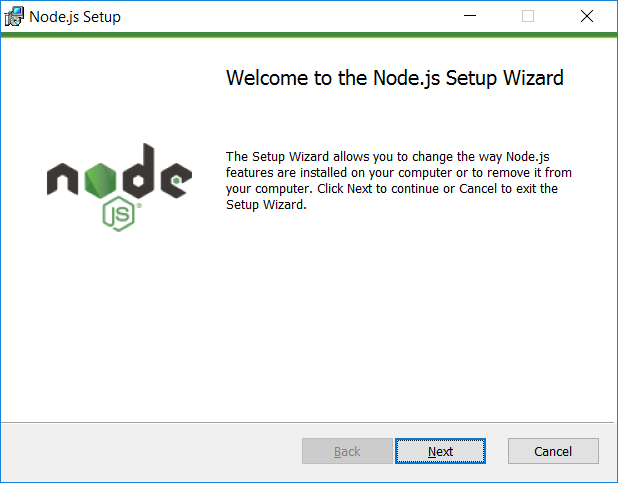 Node.js Setup
Welcome to the Node.js Setup Wizard
node
JS
The Setup Wizard allows you to change the way Node.js
features are installed on your computer or to remove it from
your computer. Click Next to continue or Cancel to exit the
Setup Wizard.
Back
Next
Cancel